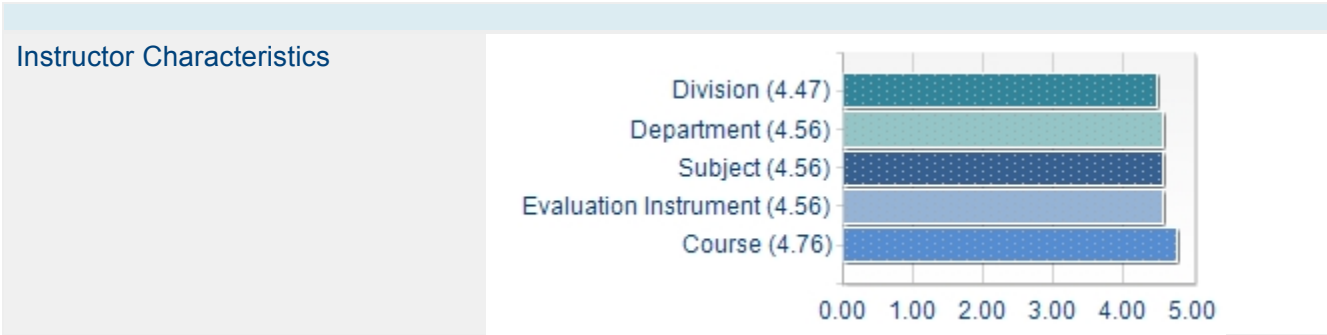 Instructor Characteristics
Division (4.47)
Department (4.56)
Subject (4.56)
Evaluation Instrument (4.56)
Course (4.76)
0.00 1.00 2.00 3.00 4.00 5.00